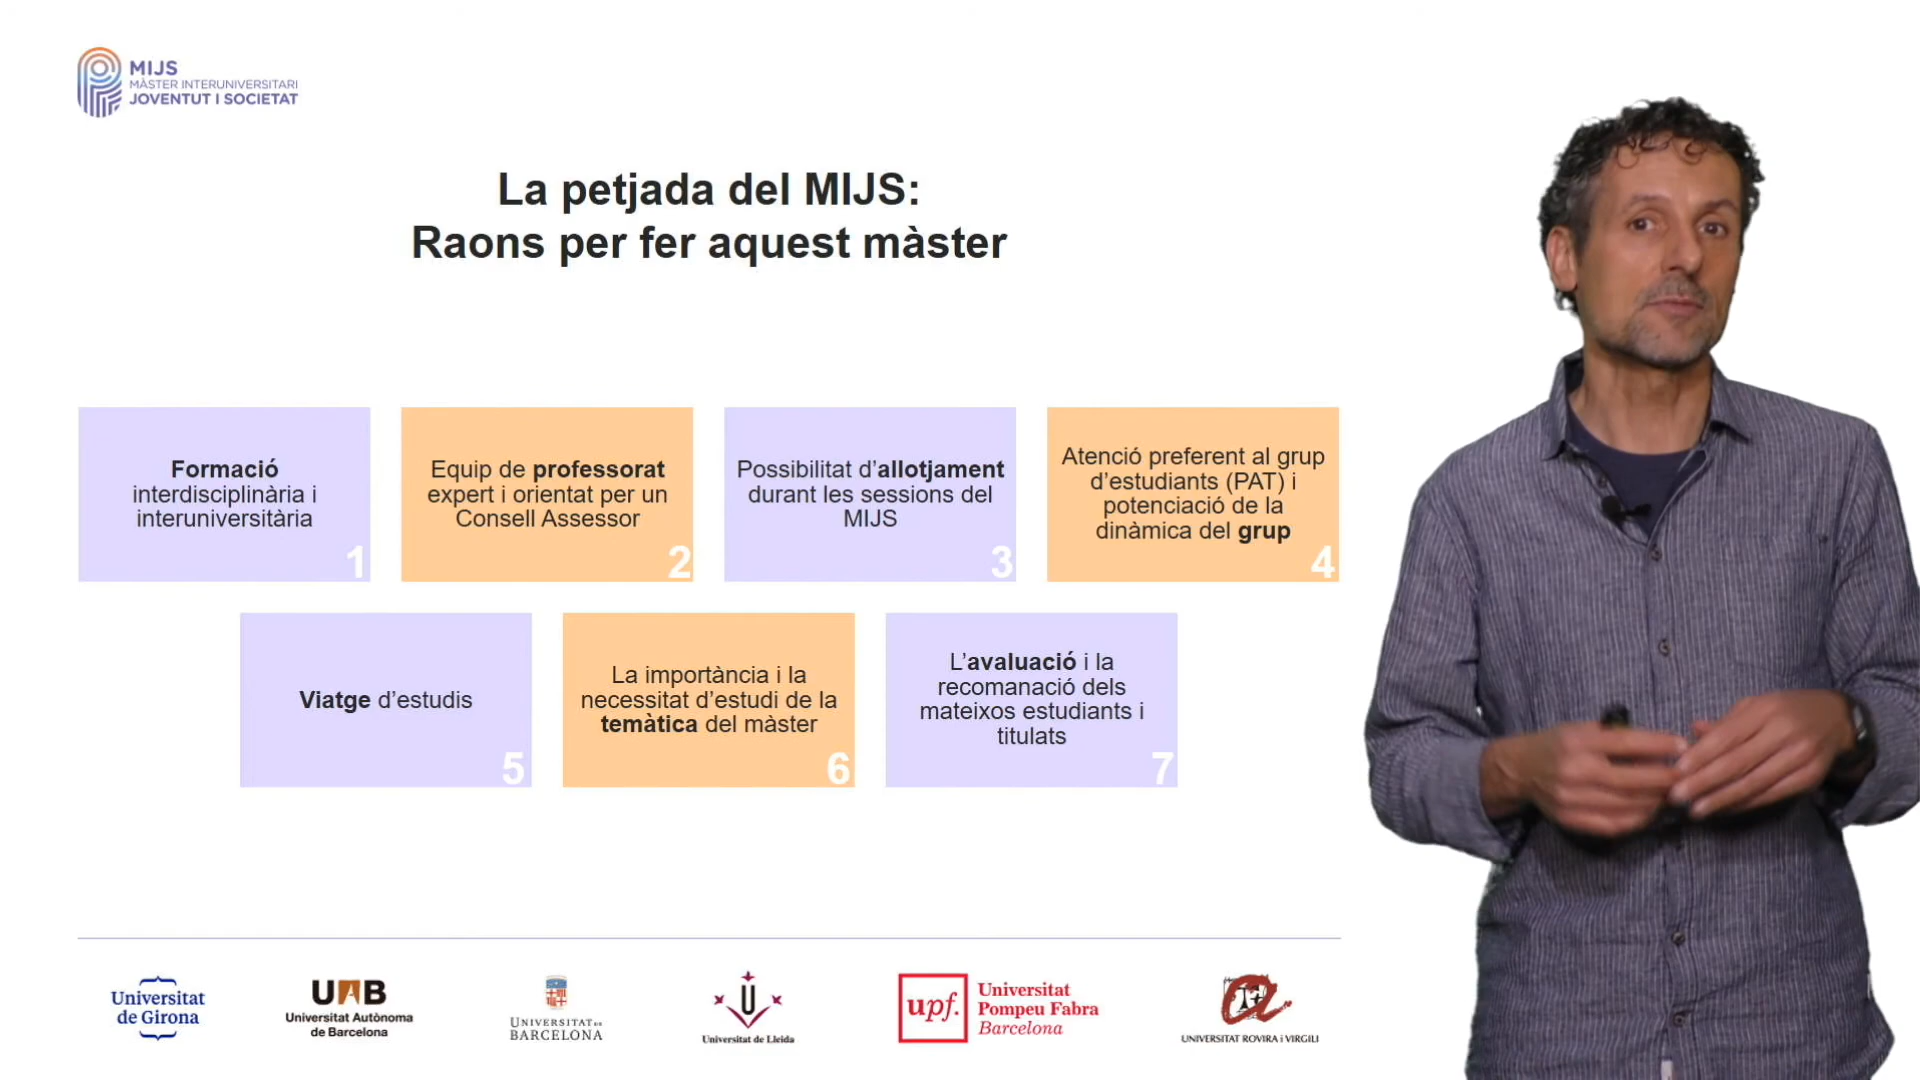 MIJS
MÀSTER INTERUNIVERSITARI
JOVENTUT I SOCIETAT
La petjada del MIJS:
Raons per fer aquest màster
Formació
interdisciplinària i
interuniversitària
1
Equip de professorat
expert i orientat per un
Consell Assessor
2
Possibilitat d’allotjament
durant les sessions del
MIJS
3
Atenció preferent al grup
d’estudiants (PAT) i
potenciació de la
dinàmica del grup
4
Viatge d’estudis
5
La importància i la
necessitat d’estudi de la
temàtica del màster
6
L’avaluació i la
recomanació dels
mateixos estudiants i
titulats
7
Universitat
de Girona
UAB
Universitat Autònoma
de Barcelona
UNIVERSITAT DE
BARCELONA
U
Universitat de Lleida
upf.
Universitat
Pompeu Fabra
Barcelona
UNIVERSITAT ROVIRA i VIRGILI